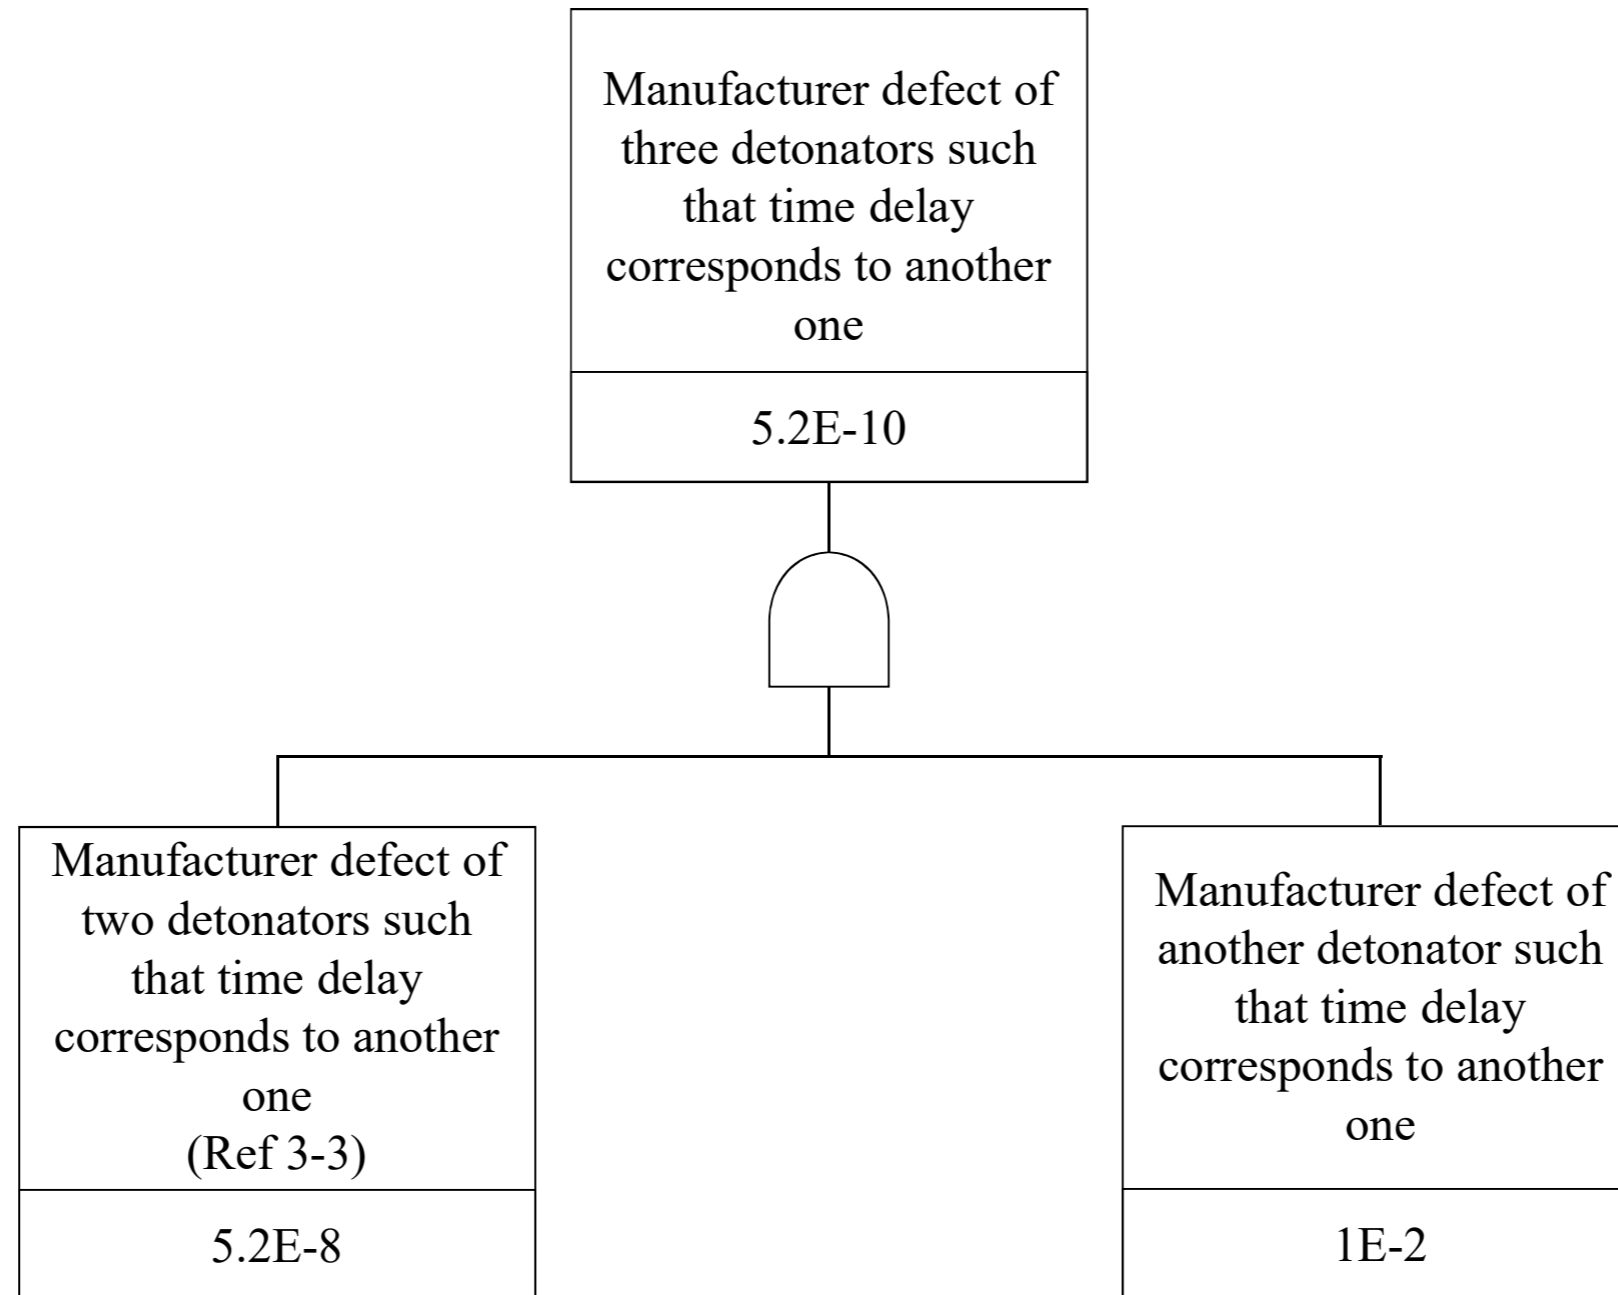 Manufacturer defect of
three detonators such
that time delay
corresponds to another
one
5.2E-10
Manufacturer defect of
two detonators such
that time delay
corresponds to another
one
(Ref 3-3)
5.2E-8
Manufacturer defect of
another detonator such
that time delay
corresponds to another
one
1E-2